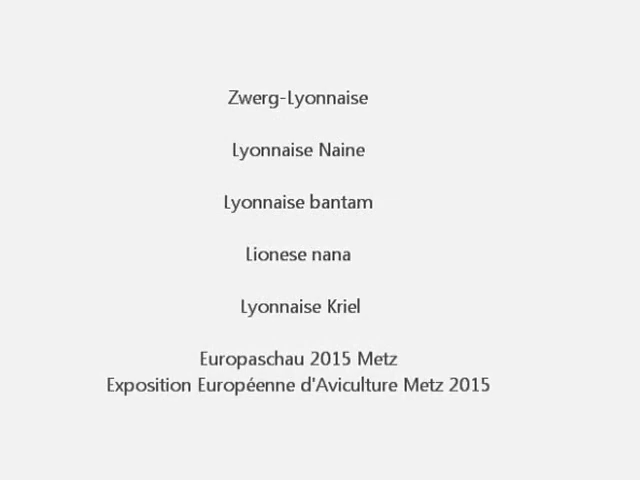 Zwerg-Lyonnaise
Lyonnaise Naine
Lyonnaise bantam
Lionese nana
Lyonnaise Kriel
Europaschau 2015 Metz
Exposition Européenne d'Aviculture Metz 2015